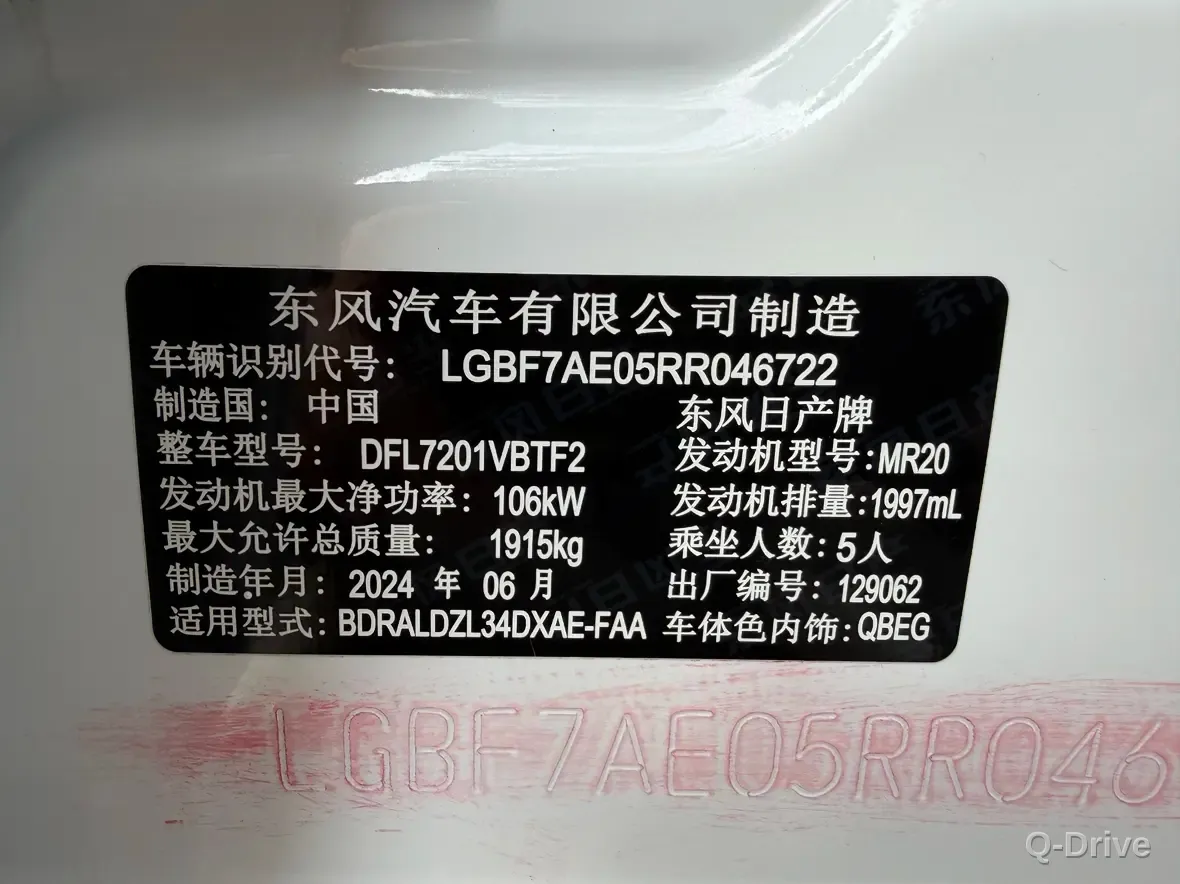 东风汽车有限公司制造
车辆识别代号: LGBF7AE05RR046722
制造国: 中国 东风日产牌
整车型号: DFL7201VBTF2 发动机型号:MR20
发动机最大净功率: 106kW 发动机排量:1997mL
最大允许总质量: 1915kg 乘坐人数:5人
制造年月: 2024 年 06 月 出厂编号: 129062
适用型式:BDRALDZL34DXAE-FAA 车体色内饰:QBEG
LGBF7AE05RR046
Q-Drive